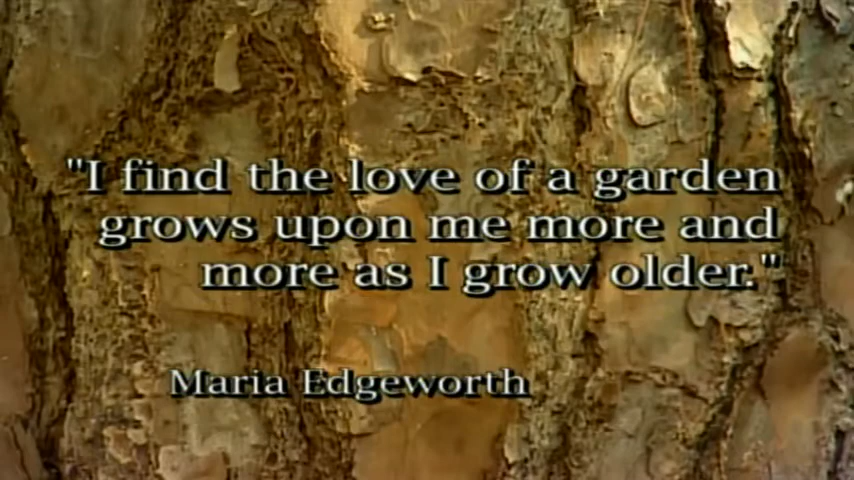 "I find the love of a garden
grows upon me more and
more as I grow older."
Maria Edgeworth